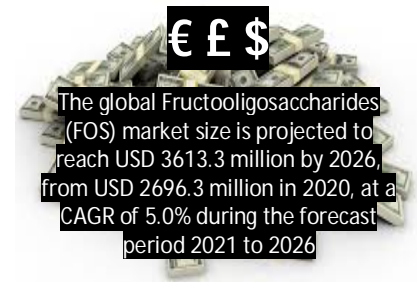 € £ $
The global Fructooligosaccharides
(FOS) market size is projected to
reach USD 3613.3 million by 2026,
from USD 2696.3 million in 2020, at a
CAGR of 5.0% during the forecast
period 2021 to 2026